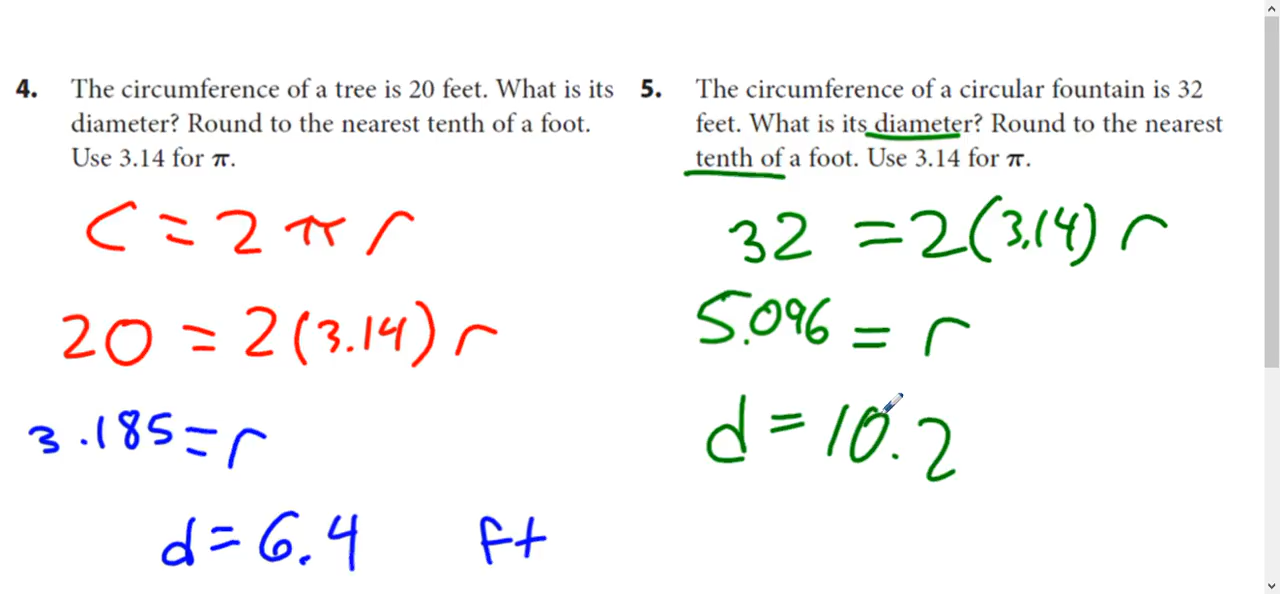 4. The circumference of a tree is 20 feet. What is its
diameter? Round to the nearest tenth of a foot.
Use 3.14 for π.
C = 2 π r
20 = 2(3.14) r
3.185 = r
d = 6.4 ft
5. The circumference of a circular fountain is 32
feet. What is its diameter? Round to the nearest
tenth of a foot. Use 3.14 for π.
32 = 2(3.14) r
5.096 = r
d = 10.2